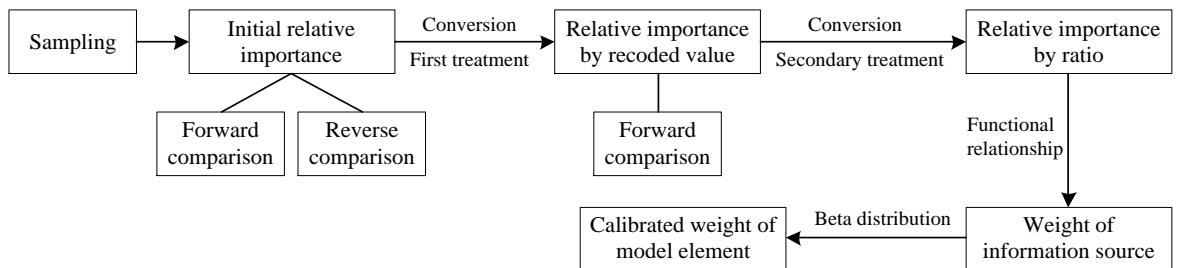 Sampling
Initial relative
importance
Conversion
First treatment
Relative importance
by recoded value
Conversion
Secondary treatment
Relative importance
by ratio
Forward
comparison
Reverse
comparison
Forward
comparison
Functional
relationship
Calibrated weight of
model element
Beta distribution
Weight of
information source